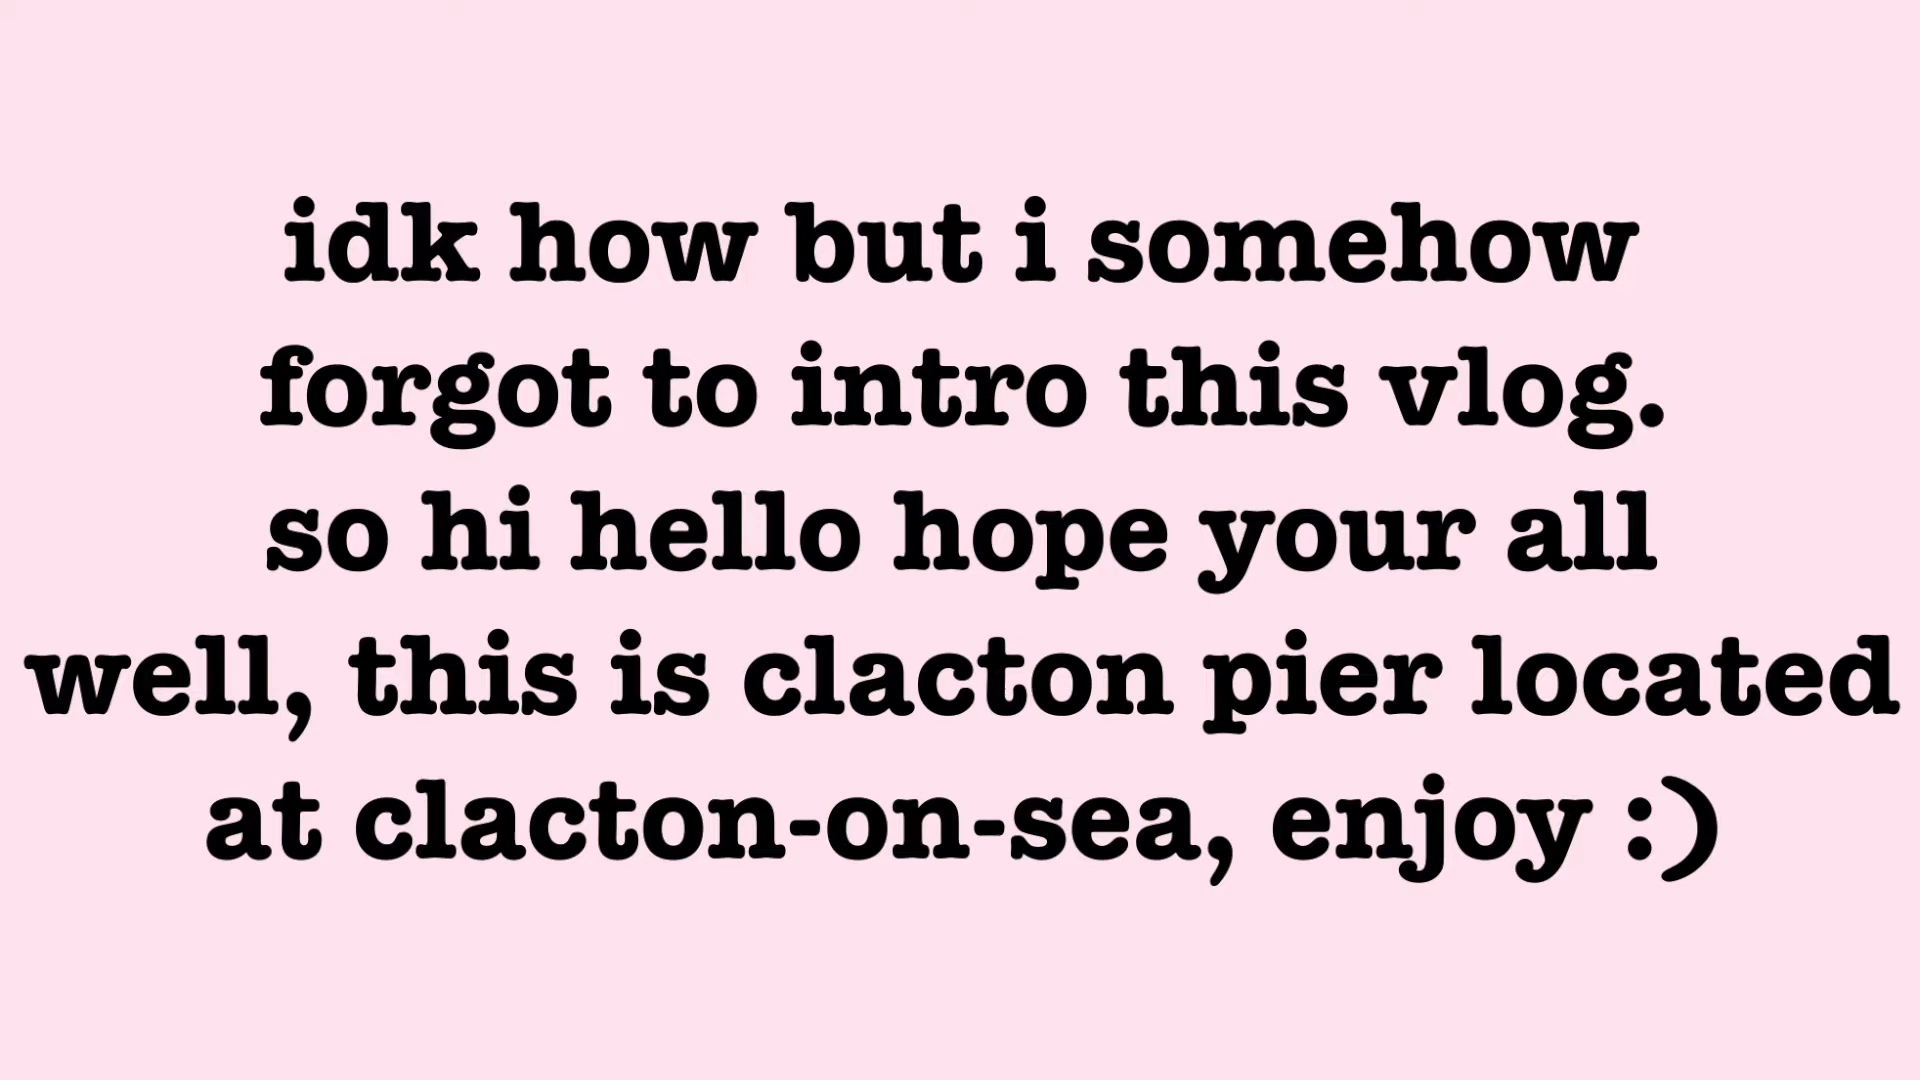 idk how but i somehow
forgot to intro this vlog.
so hi hello hope your all
well, this is clacton pier located
at clacton-on-sea, enjoy :)